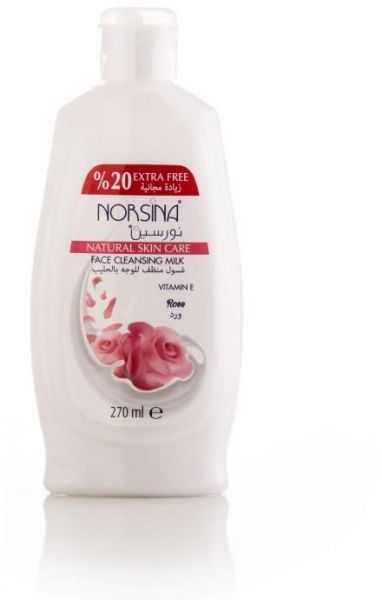 %20 EXTRA FREE
زيادة مجانية
NORSINA
نورسين
NATURAL SKIN CARE
FACE CLEANSING MILK
غسول منظف للوجه بالحليب
VITAMIN E
Rose
ورد
270 ml e